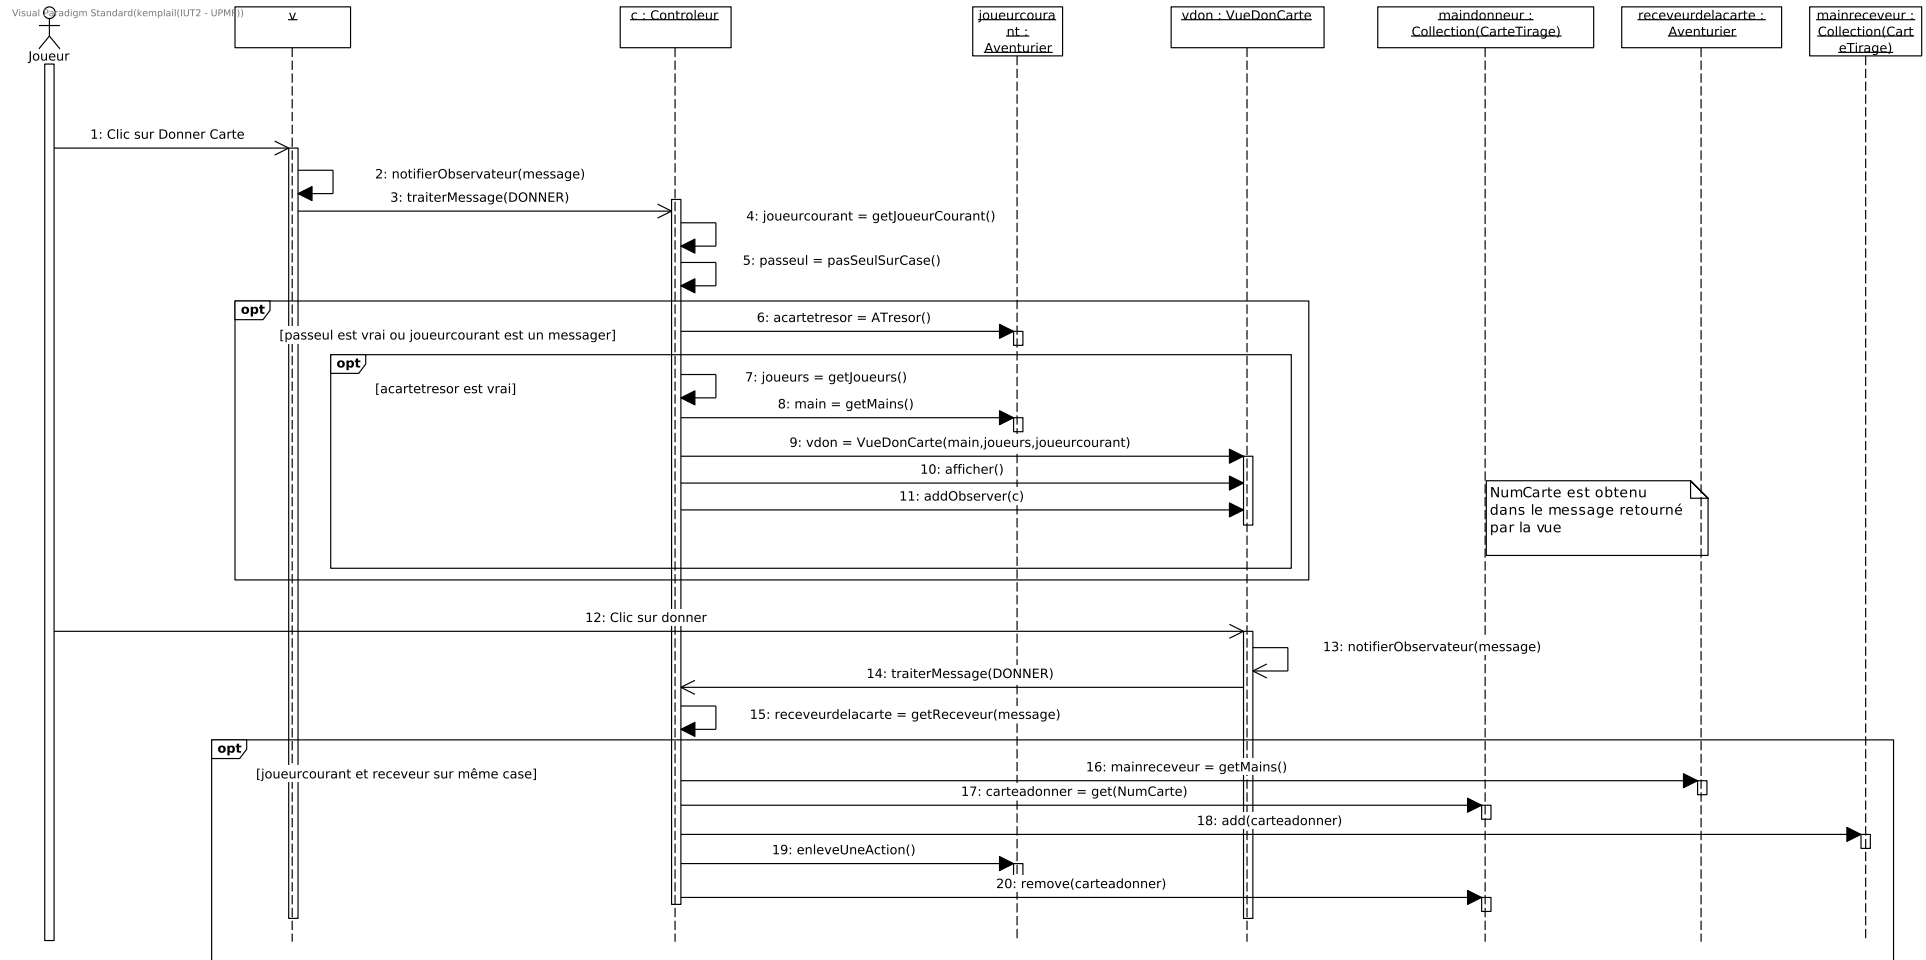 Visual Paradigm Standard(kemplail(IUT2 - UPMF))
Joueur
v
c : Controleur
joueurcoura
nt :
Aventurier
vdon : VueDonCarte
maindonneur :
Collection(CarteTirage)
receveurdelacarte :
Aventurier
mainreceveur :
Collection(Cart
eTirage)
1: Clic sur Donner Carte
2: notifierObservateur(message)
3: traiterMessage(DONNER)
4: joueurcourant = getJoueurCourant()
5: passeul = pasSeulSurCase()
opt
[passeul est vrai ou joueurcourant est un messager]
6: acartetresor = ATresor()
opt
[acartetresor est vrai]
7: joueurs = getJoueurs()
8: main = getMains()
9: vdon = VueDonCarte(main,joueurs,joueurcourant)
10: afficher()
11: addObserver(c)
NumCarte est obtenu
dans le message retourné
par la vue
12: Clic sur donner
13: notifierObservateur(message)
14: traiterMessage(DONNER)
15: receveurdelacarte = getReceveur(message)
opt
[joueurcourant et receveur sur même case]
16: mainreceveur = getMains()
17: carteadonner = get(NumCarte)
18: add(carteadonner)
19: enleveUneAction()
20: remove(carteadonner)